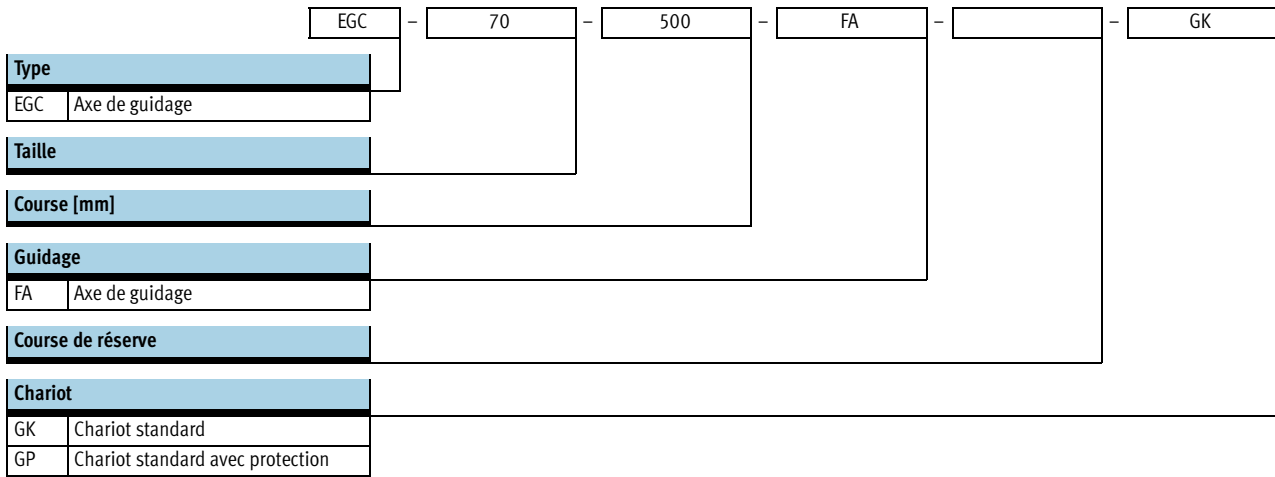 EGC – 70 – 500 – FA – – GK
Type
EGC Axe de guidage
Taille
Course [mm]
Guidage
FA Axe de guidage
Course de réserve
Chariot
GK Chariot standard
GP Chariot standard avec protection